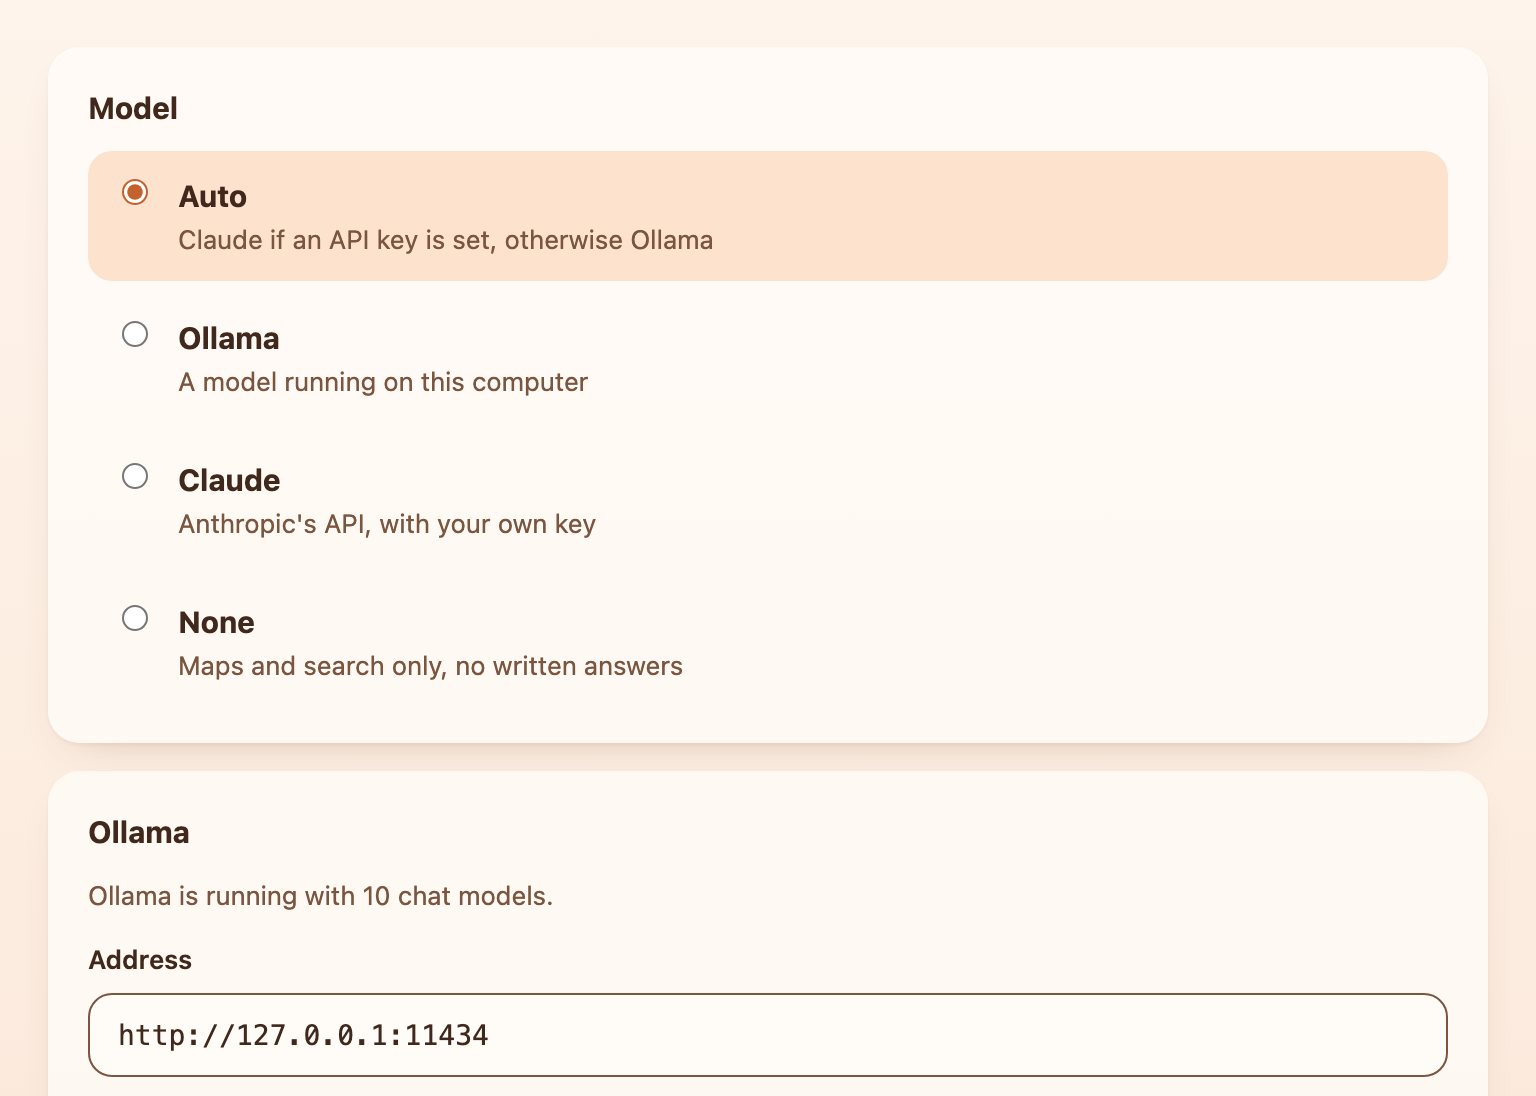 Model
Auto
Claude if an API key is set, otherwise Ollama
Ollama
A model running on this computer
Claude
Anthropic's API, with your own key
None
Maps and search only, no written answers
Ollama
Ollama is running with 10 chat models.
Address
http://127.0.0.1:11434